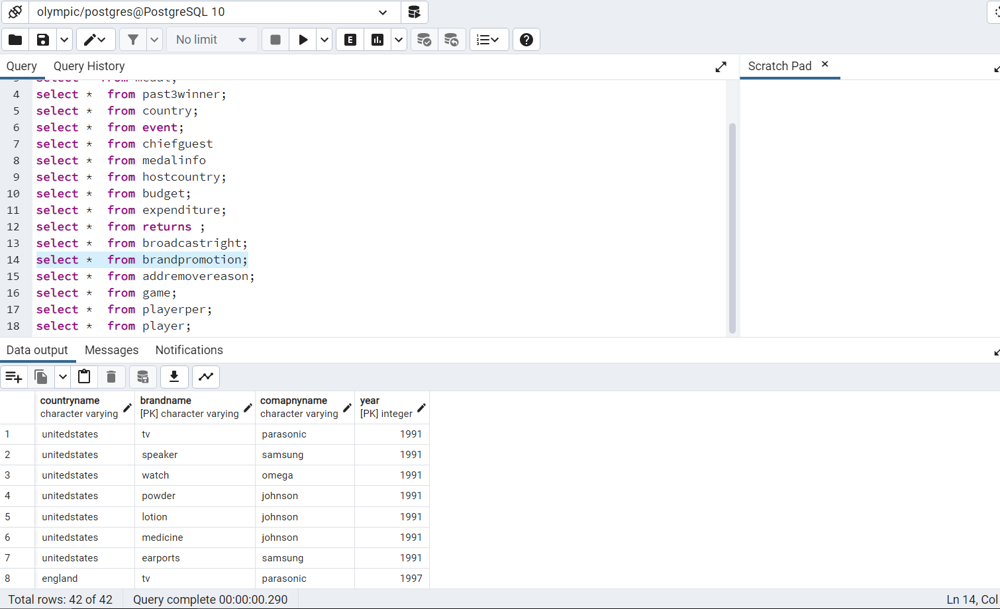 olympic/postgres@PostgreSQL 10
No limit
E
?
Query Query History
Scratch Pad
3 select * from medal;
4 select * from past3winner;
5 select * from country;
6 select * from event;
7 select * from chiefguest
8 select * from medalinfo
9 select * from hostcountry;
10 select * from budget;
11 select * from expenditure;
12 select * from returns ;
13 select * from broadcastright;
14 select * from brandpromotion;
15 select * from addremovereason;
16 select * from game;
17 select * from playerper;
18 select * from player;
Data output Messages Notifications
countryname brandname comapnyname year
character varying [PK] character varying character varying [PK] integer
1 unitedstates tv parasonic 1991
2 unitedstates speaker samsung 1991
3 unitedstates watch omega 1991
4 unitedstates powder johnson 1991
5 unitedstates lotion johnson 1991
6 unitedstates medicine johnson 1991
7 unitedstates earports samsung 1991
8 england tv parasonic 1997
Total rows: 42 of 42 Query complete 00:00:00.290 Ln 14, Col